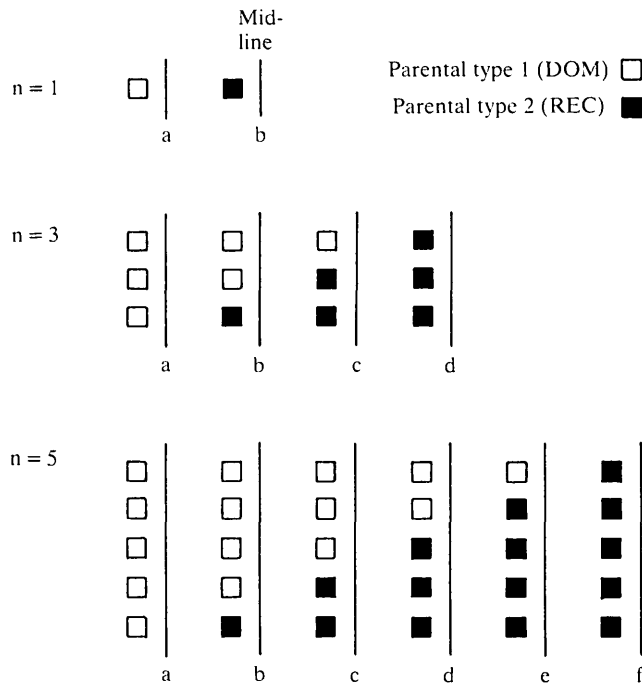 Mid-
line
n = 1
a b
Parental type 1 (DOM)
Parental type 2 (REC)
n = 3
a b c d
n = 5
a b c d e f